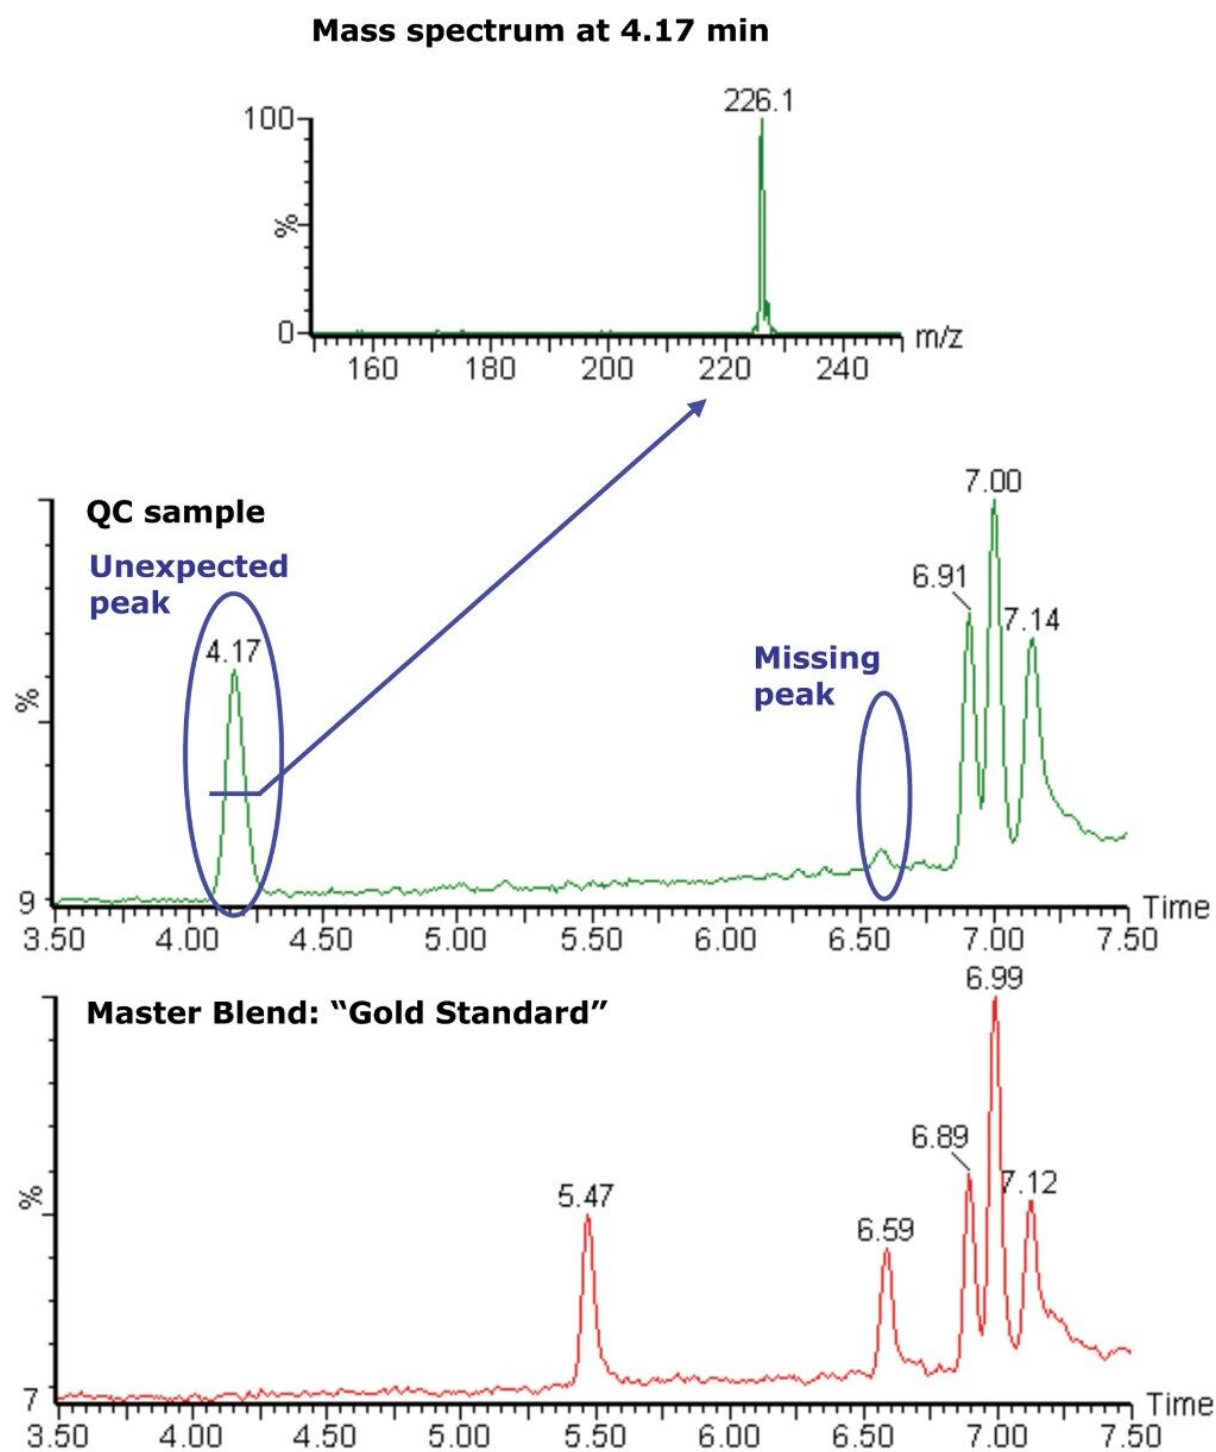 Mass spectrum at 4.17 min
226.1
100
%
0
m/z
160 180 200 220 240
QC sample
Unexpected
peak
4.17
Missing
peak
6.91
7.00
7.14
%
9
Time
3.50 4.00 4.50 5.00 5.50 6.00 6.50 7.00 7.50
Master Blend: “Gold Standard”
5.47
6.59
6.89
6.99
7.12
%
7
Time
3.50 4.00 4.50 5.00 5.50 6.00 6.50 7.00 7.50